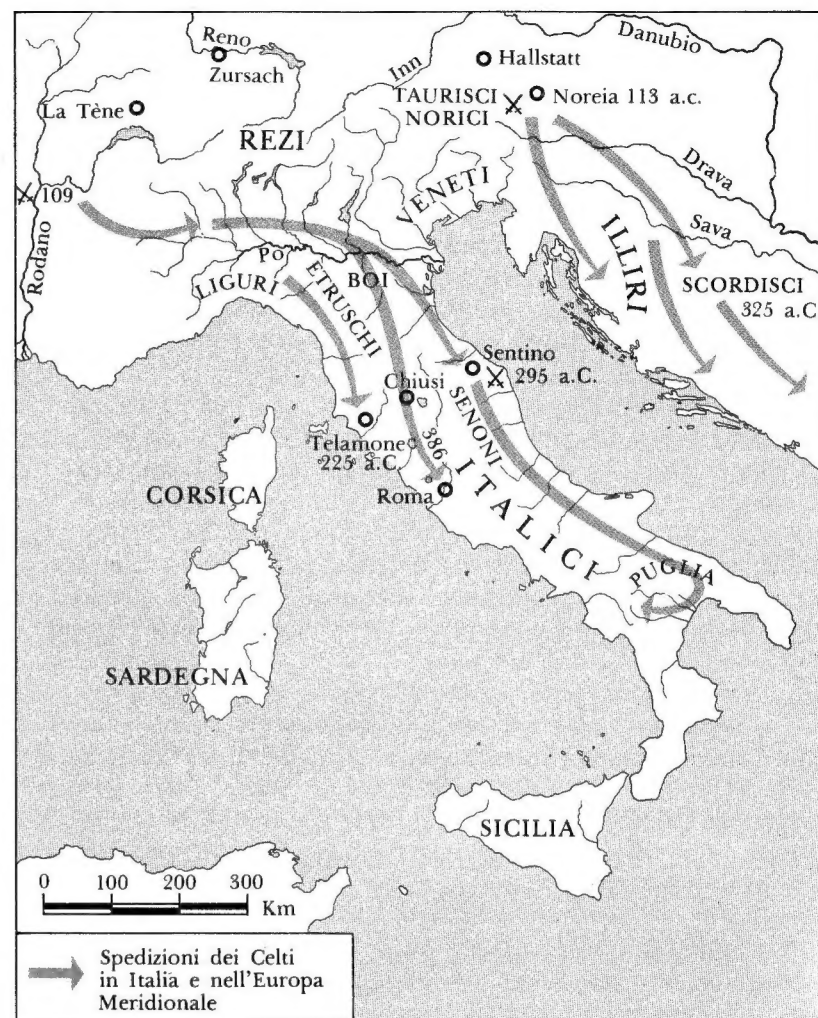 Reno
Zursach
La Tène
Inn
Danubio
Hallstatt
TAURISCI
NORICI
Noreia 113 a.c.
REZI
Drava
VENETI
Sava
109
Rodano
Po
LIGURI
ETRUSCHI
BOI
ILLIRI
SCORDISCI
325 a.C
Sentino
295 a.C.
Chiusi
SENONI
Telamone
225 a.C
386
Roma
ITALICI
CORSICA
PUGLIA
SARDEGNA
SICILIA
0 100 200 300
Km
Spedizioni dei Celti
in Italia e nell'Europa
Meridionale